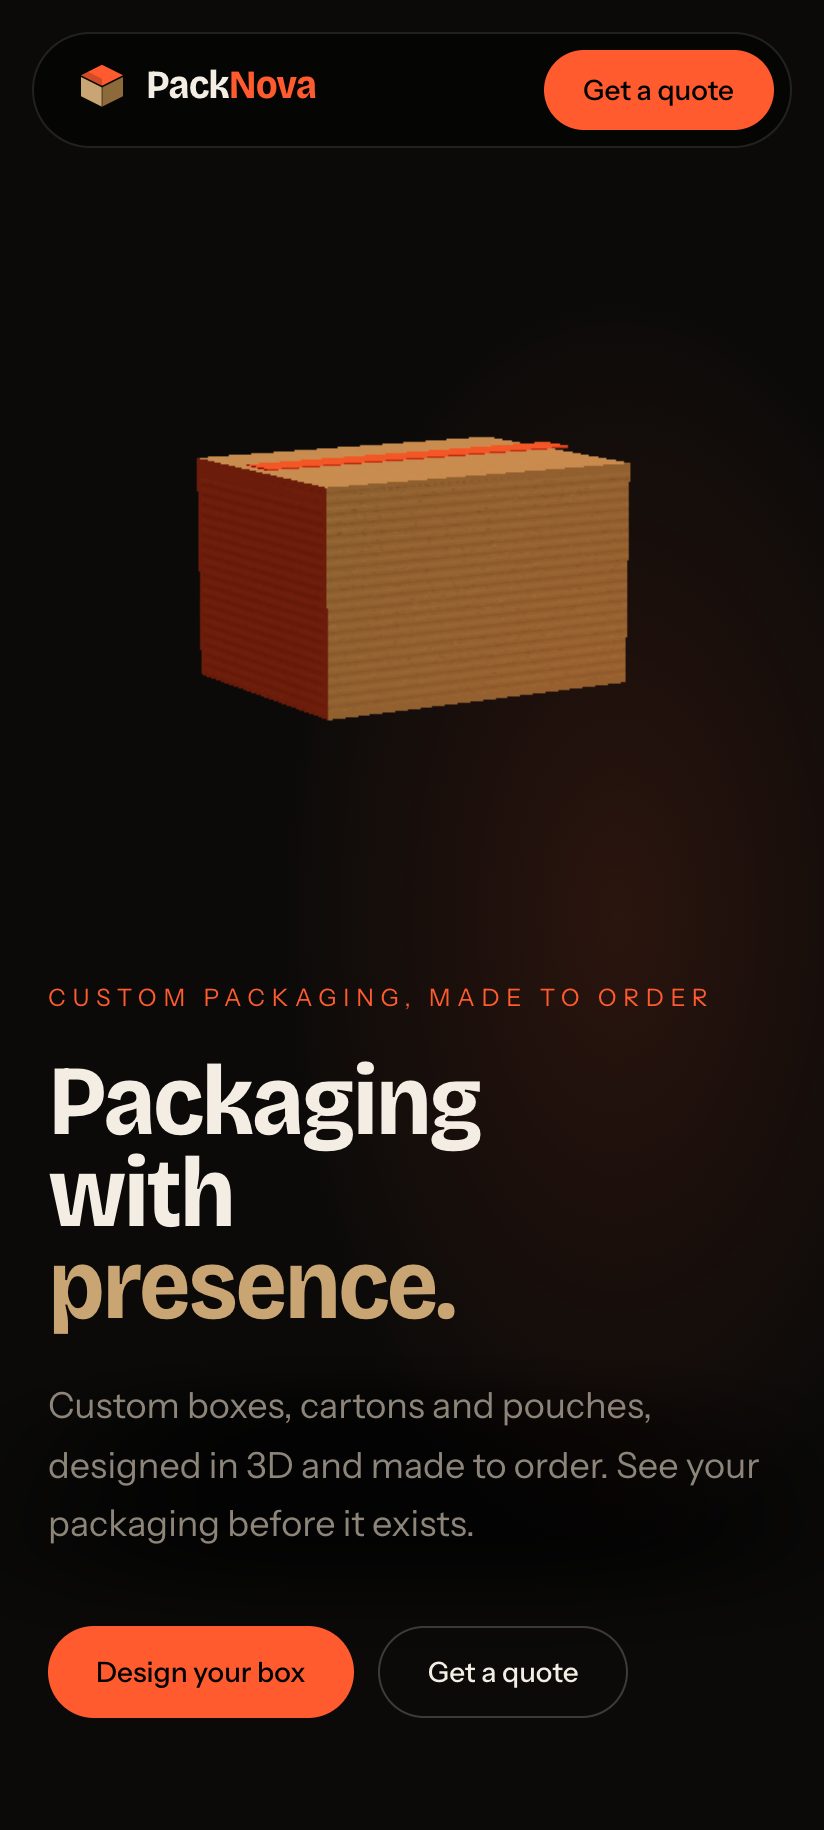 PackNova
Get a quote
CUSTOM PACKAGING, MADE TO ORDER
Packaging
with
presence.
Custom boxes, cartons and pouches,
designed in 3D and made to order. See your
packaging before it exists.
Design your box
Get a quote